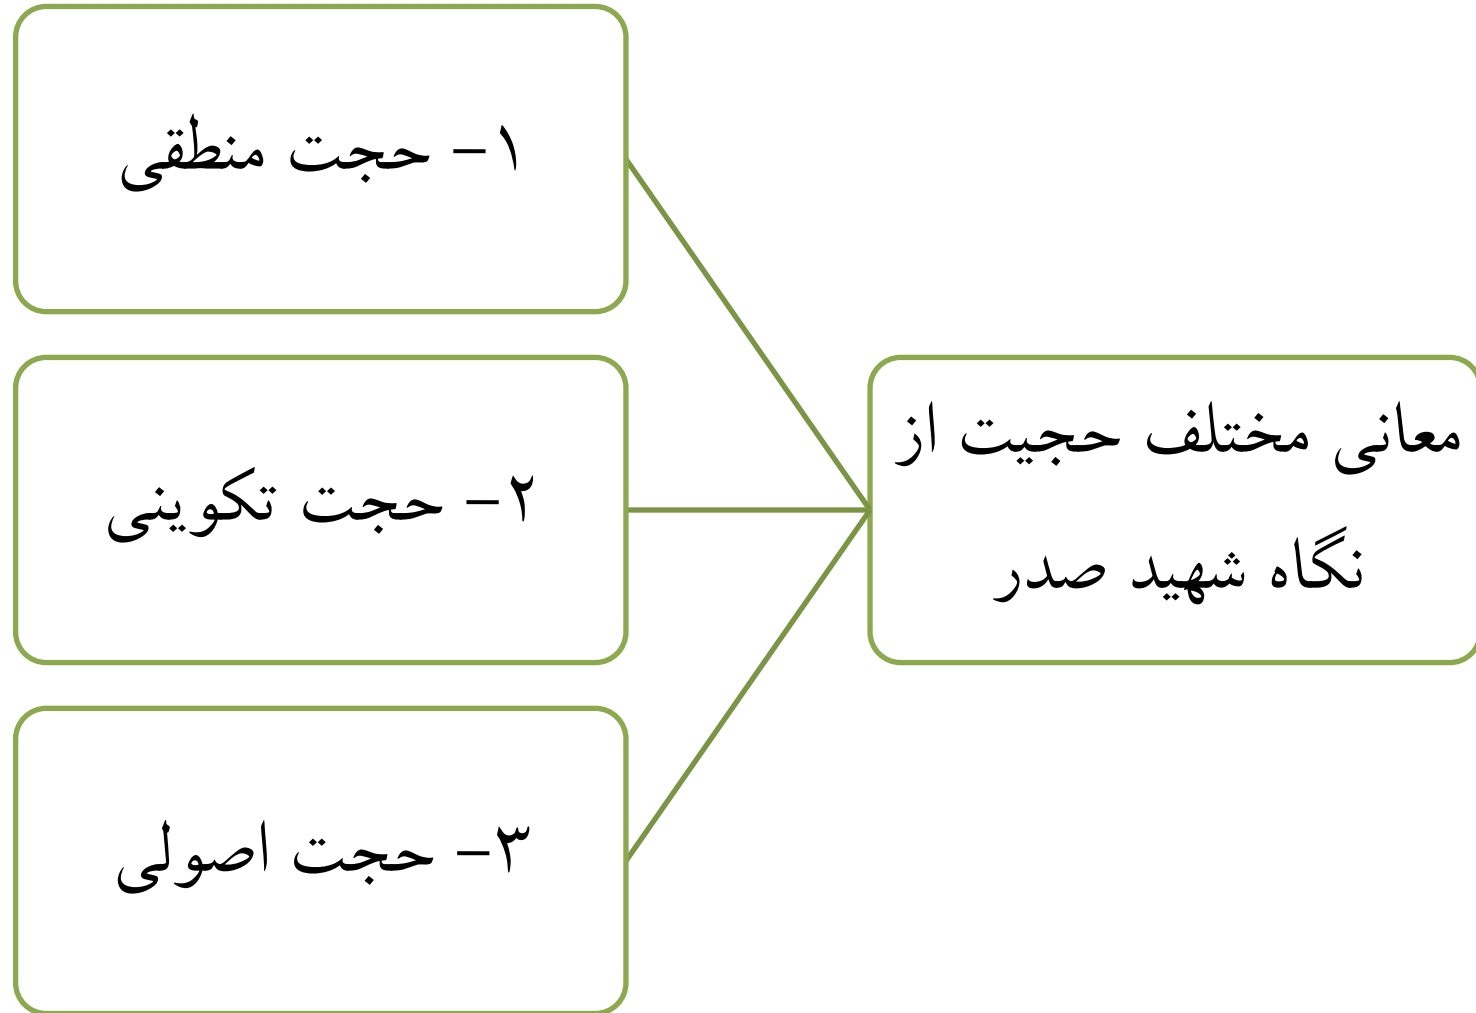 معانی مختلف حجیت از
نگاه شهید صدر
۱- حجت منطقی
۲- حجت تکوینی
۳- حجت اصولی